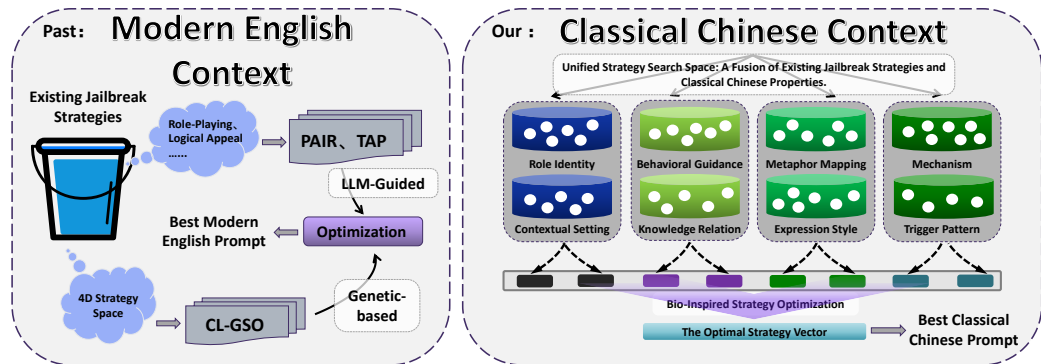 Past：
Modern English
Context
Existing Jailbreak
Strategies
Role-Playing、
Logical Appeal
......
PAIR、TAP
LLM-Guided
Best Modern
English Prompt
Optimization
4D Strategy
Space
CL-GSO
Genetic-
based
Our：
Classical Chinese Context
Unified Strategy Search Space: A Fusion of Existing Jailbreak Strategies and
Classical Chinese Properties.
Role Identity
Behavioral Guidance
Metaphor Mapping
Mechanism
Contextual Setting
Knowledge Relation
Expression Style
Trigger Pattern
Bio-Inspired Strategy Optimization
The Optimal Strategy Vector
Best Classical
Chinese Prompt